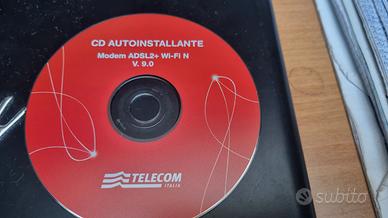 CD AUTOINSTALLANTE
Modem ADSL2+ Wi-Fi N
V. 9.0
TELECOM
ITALIA
subito